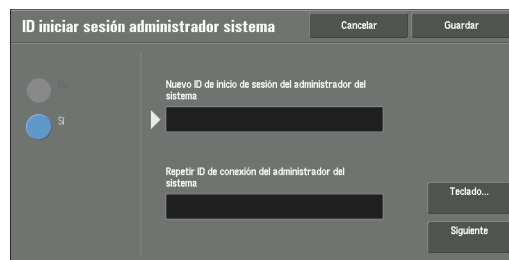 ID iniciar sesión administrador sistema
Cancelar
Guardar
No
Sí
Nuevo ID de inicio de sesión del administrador del
sistema
Repetir ID de conexión del administrador del
sistema
Teclado...
Siguiente